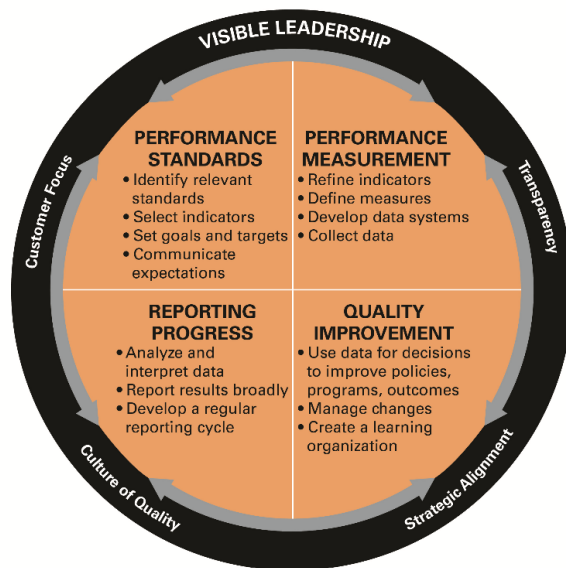 VISIBLE LEADERSHIP
Customer Focus
Transparency
PERFORMANCE
STANDARDS
• Identify relevant
standards
• Select indicators
• Set goals and targets
• Communicate
expectations
PERFORMANCE
MEASUREMENT
• Refine indicators
• Define measures
• Develop data systems
• Collect data
REPORTING
PROGRESS
• Analyze and
interpret data
• Report results broadly
• Develop a regular
reporting cycle
QUALITY
IMPROVEMENT
• Use data for decisions
to improve policies,
programs, outcomes
• Manage changes
• Create a learning
organization
Culture of Quality
Strategic Alignment